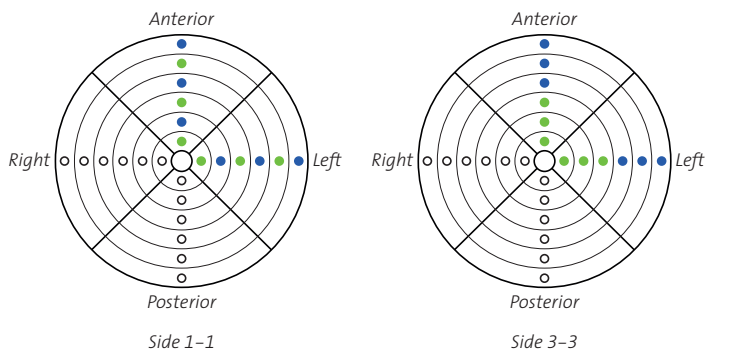 Anterior
Anterior
Right
Left
Right
Left
Posterior
Posterior
Side 1–1
Side 3–3